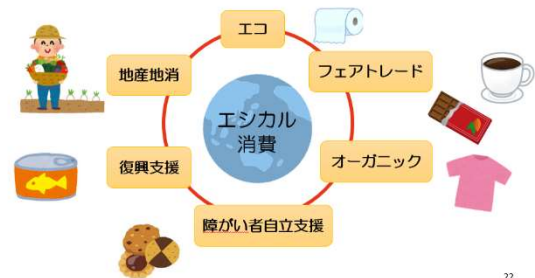 エコ
地産地消
フェアトレード
エシカル
消費
復興支援
オーガニック
障がい者自立支援
22